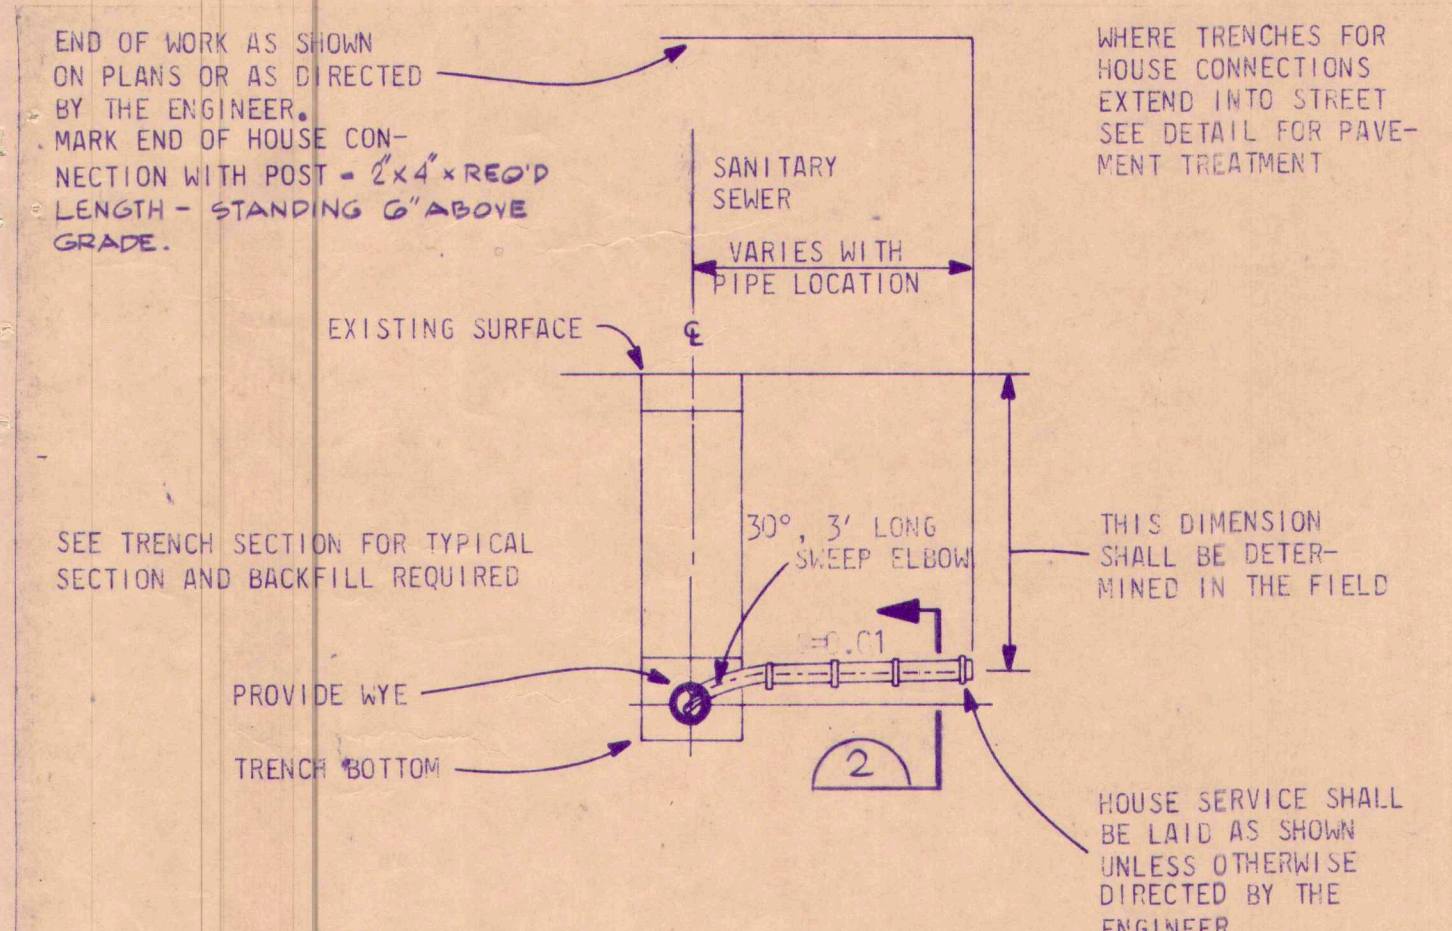 END OF WORK AS SHOWN
ON PLANS OR AS DIRECTED
BY THE ENGINEER.
MARK END OF HOUSE CON-
NECTION WITH POST - 2"x4"x REQ'D
LENGTH - STANDING 6" ABOVE
GRADE.
WHERE TRENCHES FOR
HOUSE CONNECTIONS
EXTEND INTO STREET
SEE DETAIL FOR PAVE-
MENT TREATMENT
SANITARY
SEWER
VARIES WITH
PIPE LOCATION
EXISTING SURFACE
℄
SEE TRENCH SECTION FOR TYPICAL
SECTION AND BACKFILL REQUIRED
30°, 3' LONG
SWEEP ELBOW
THIS DIMENSION
SHALL BE DETER-
MINED IN THE FIELD
=0.01
PROVIDE WYE
TRENCH BOTTOM
2
HOUSE SERVICE SHALL
BE LAID AS SHOWN
UNLESS OTHERWISE
DIRECTED BY THE
ENGINEER